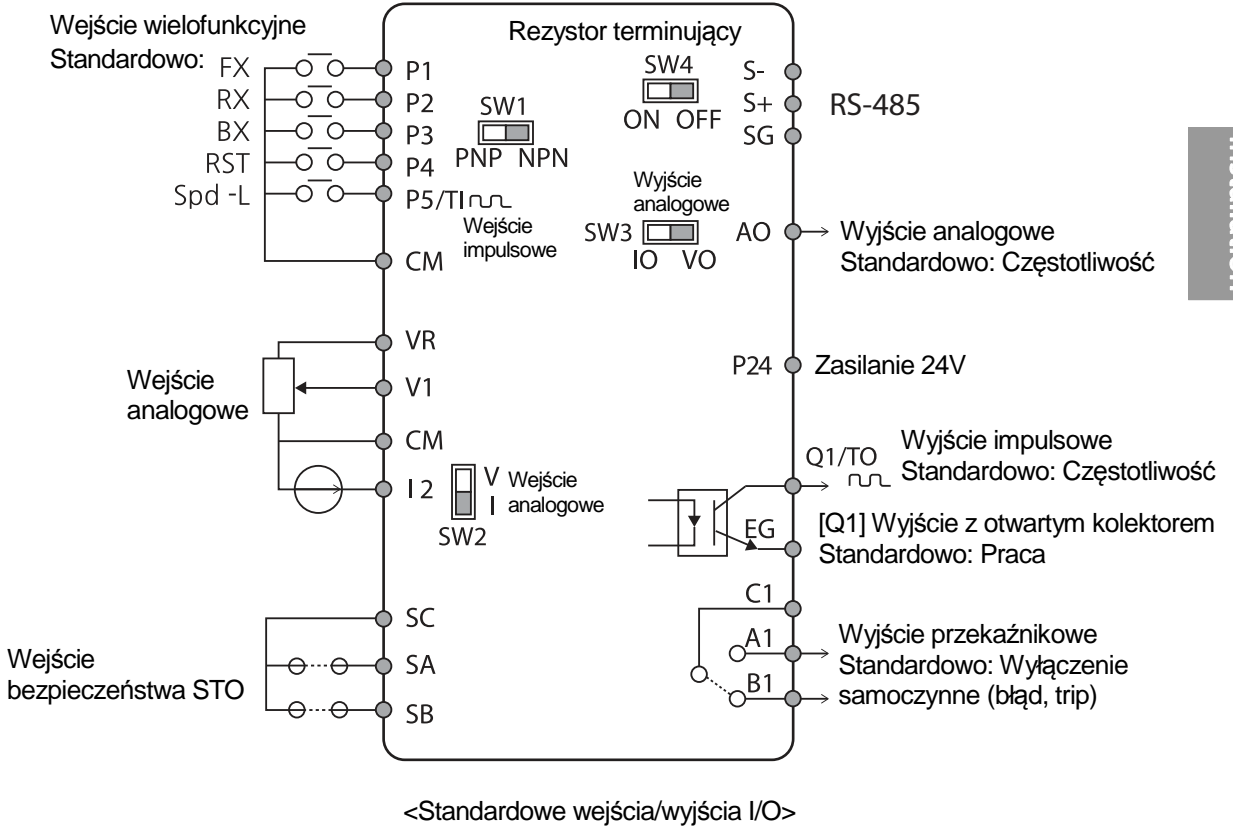 Wejście wielofunkcyjne
Standardowo:
FX
RX
BX
RST
Spd -L
P1
P2
P3
P4
P5/TI
CM
Wejście
impulsowe
SW1
PNP NPN
Rezystor terminujący
SW4
ON OFF
S-
S+
SG
RS-485
Wyjście
analogowe
SW3
IO VO
AO
Wyjście analogowe
Standardowo: Częstotliwość
Wejście
analogowe
VR
V1
CM
I 2
V
I
Wejście
analogowe
SW2
P24
Zasilanie 24V
Q1/TO
Wyjście impulsowe
Standardowo: Częstotliwość
EG
[Q1] Wyjście z otwartym kolektorem
Standardowo: Praca
C1
A1
B1
Wyjście przekaźnikowe
Standardowo: Wyłączenie
samoczynne (błąd, trip)
Wejście
bezpieczeństwa STO
SC
SA
SB
<Standardowe wejścia/wyjścia I/O>